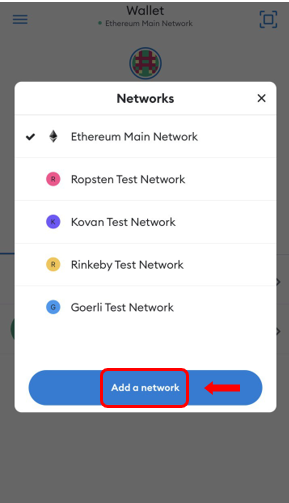 Wallet
Ethereum Main Network
Networks
Ethereum Main Network
R Ropsten Test Network
K Kovan Test Network
R Rinkeby Test Network
G Goerli Test Network
Add a network